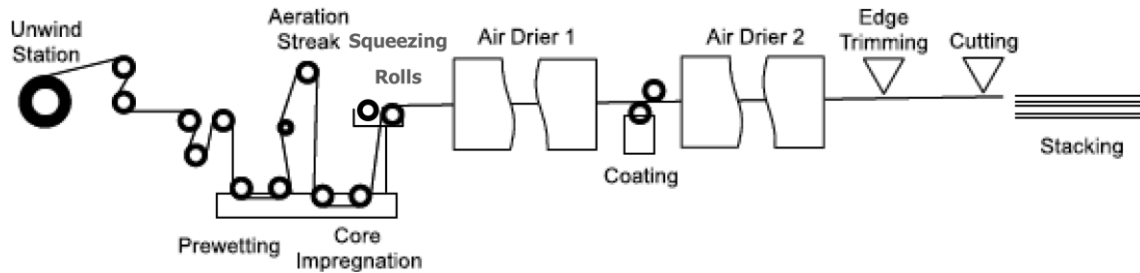 Unwind
Station
Aeration
Streak
Squeezing
Rolls
Air Drier 1
Air Drier 2
Edge
Trimming
Cutting
Prewetting
Core
Impregnation
Coating
Stacking